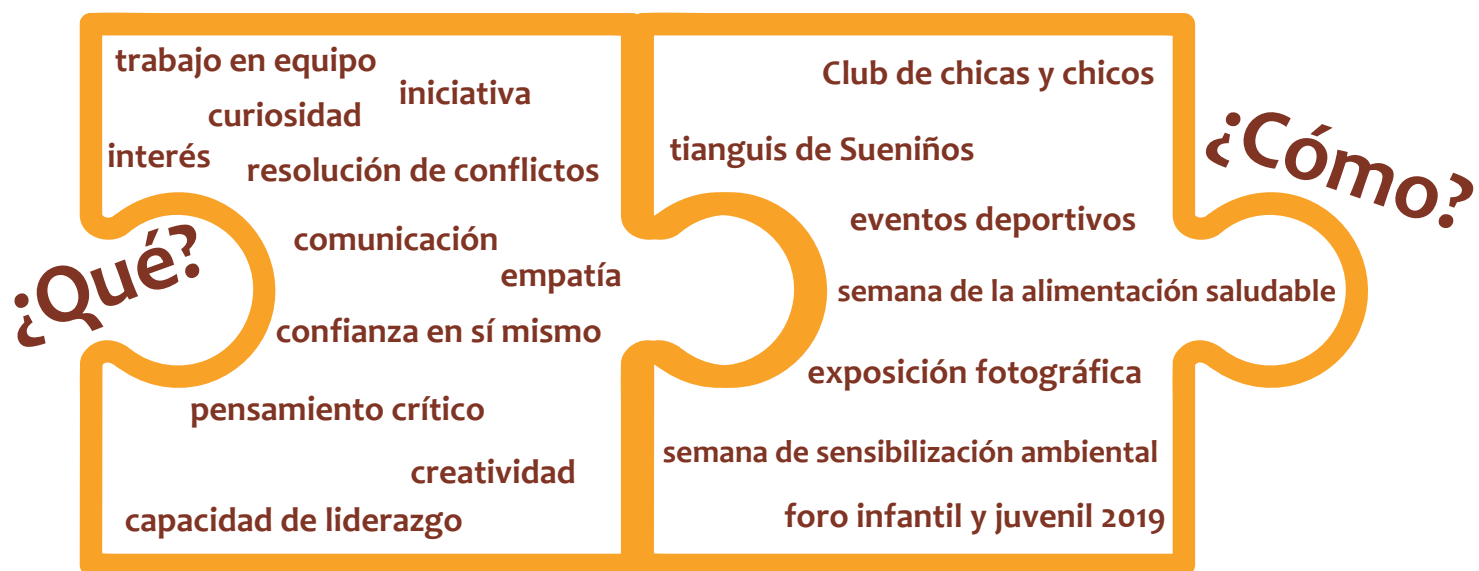 ¿Qué?
trabajo en equipo
iniciativa
curiosidad
interés
resolución de conflictos
comunicación
empatía
confianza en sí mismo
pensamiento crítico
creatividad
capacidad de liderazgo
¿Cómo?
Club de chicas y chicos
tianguis de Sueniños
eventos deportivos
semana de la alimentación saludable
exposición fotográfica
semana de sensibilización ambiental
foro infantil y juvenil 2019